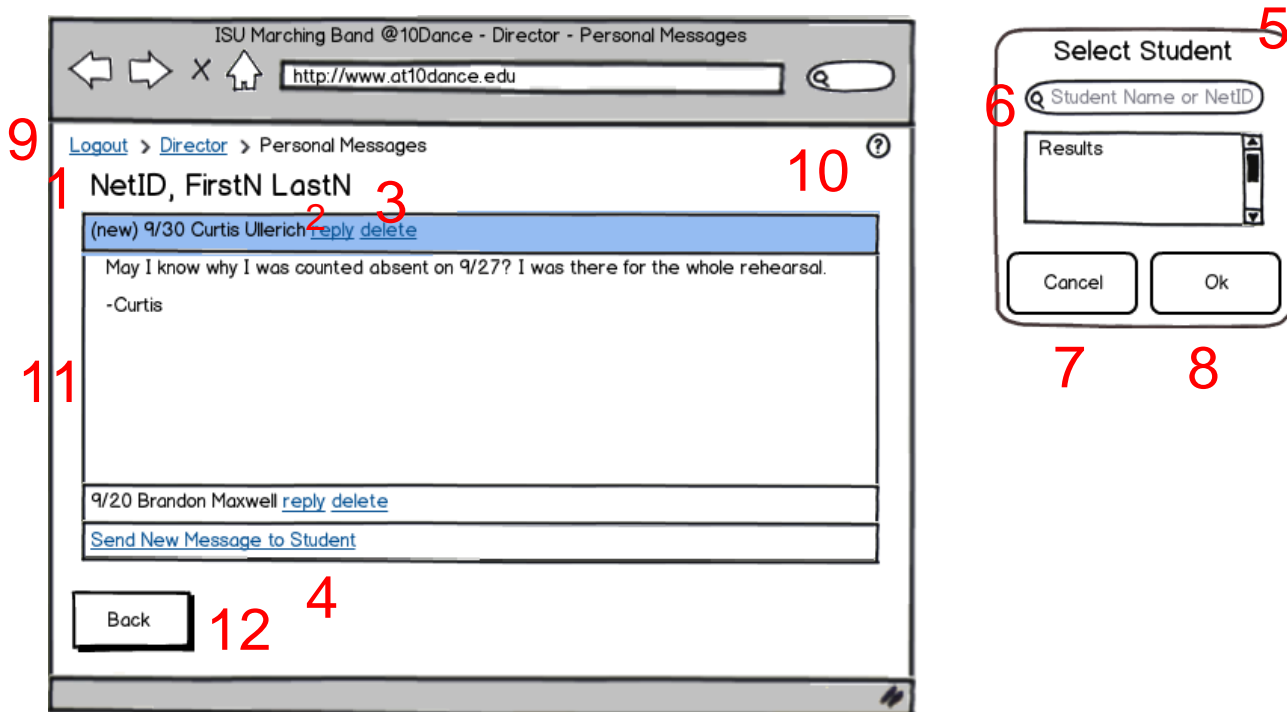 ISU Marching Band @10Dance - Director - Personal Messages
http://www.at10dance.edu
9
Logout > Director > Personal Messages
?
10
1
NetID, FirstN LastN
2
3
(new) 9/30 Curtis Ullerich reply delete
May I know why I was counted absent on 9/27? I was there for the whole rehearsal.
-Curtis
11
9/20 Brandon Maxwell reply delete
Send New Message to Student
4
Back
12
5
Select Student
6
Student Name or NetID
Results
Cancel
Ok
7
8